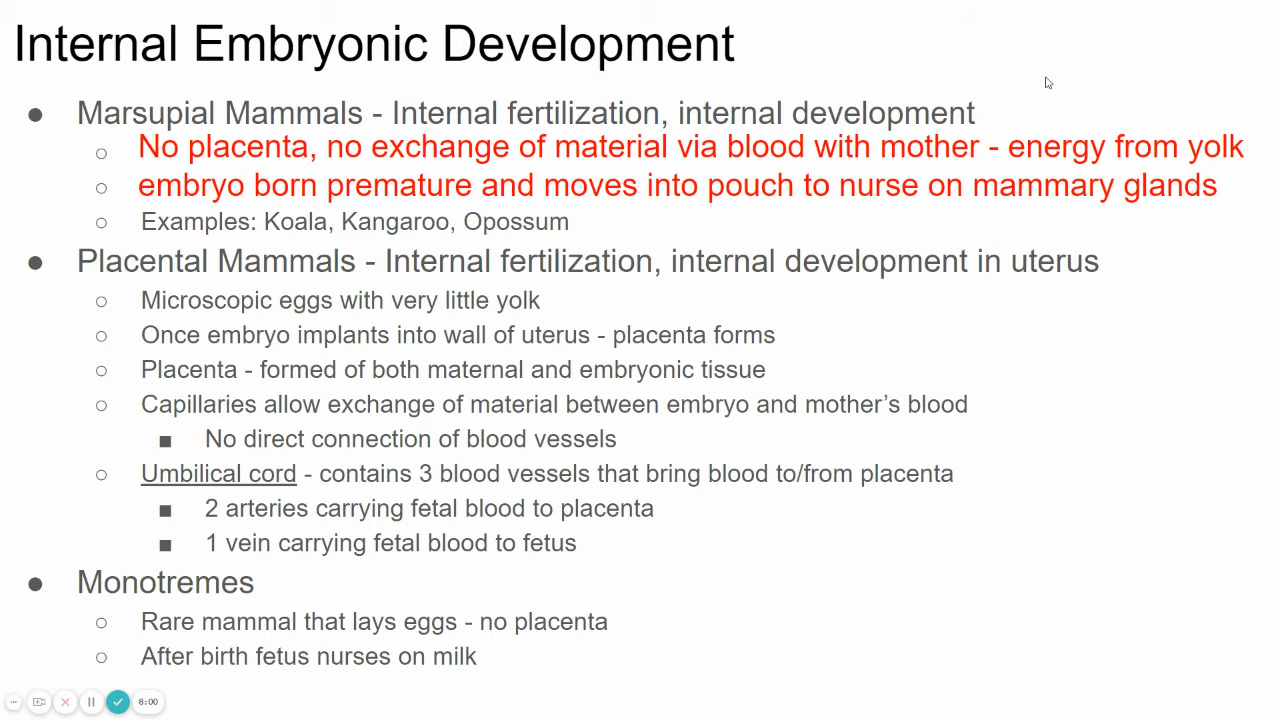 Internal Embryonic Development
● Marsupial Mammals - Internal fertilization, internal development
○ No placenta, no exchange of material via blood with mother - energy from yolk
○ embryo born premature and moves into pouch to nurse on mammary glands
○ Examples: Koala, Kangaroo, Opossum
● Placental Mammals - Internal fertilization, internal development in uterus
○ Microscopic eggs with very little yolk
○ Once embryo implants into wall of uterus - placenta forms
○ Placenta - formed of both maternal and embryonic tissue
○ Capillaries allow exchange of material between embryo and mother’s blood
■ No direct connection of blood vessels
○ Umbilical cord - contains 3 blood vessels that bring blood to/from placenta
■ 2 arteries carrying fetal blood to placenta
■ 1 vein carrying fetal blood to fetus
● Monotremes
○ Rare mammal that lays eggs - no placenta
○ After birth fetus nurses on milk
8:00